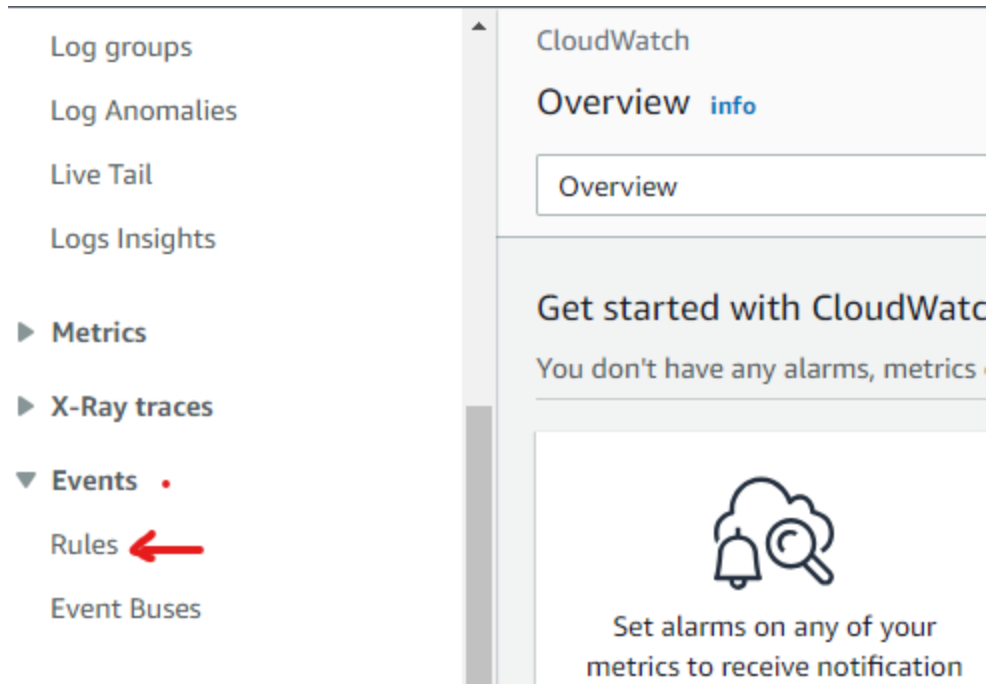 Log groups
Log Anomalies
Live Tail
Logs Insights
Metrics
X-Ray traces
Events
Rules
Event Buses
CloudWatch
Overview info
Overview
Get started with CloudWatc
You don't have any alarms, metrics
Set alarms on any of your
metrics to receive notification